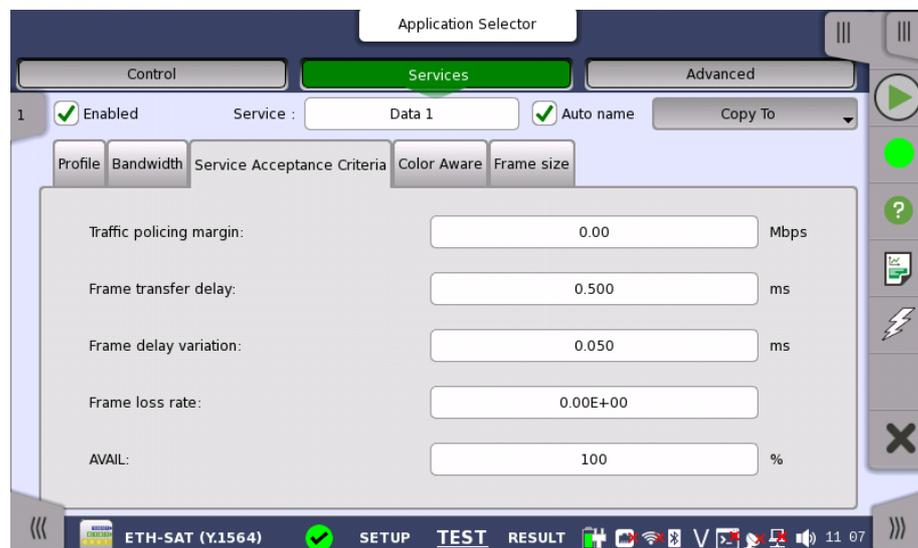 Application Selector
Control Services Advanced
1 Enabled Service : Data 1 Auto name Copy To
Profile Bandwidth Service Acceptance Criteria Color Aware Frame size
Traffic policing margin: 0.00 Mbps
Frame transfer delay: 0.500 ms
Frame delay variation: 0.050 ms
Frame loss rate: 0.00E+00
AVAIL: 100 %
ETH-SAT (Y.1564) SETUP TEST RESULT V 11 07